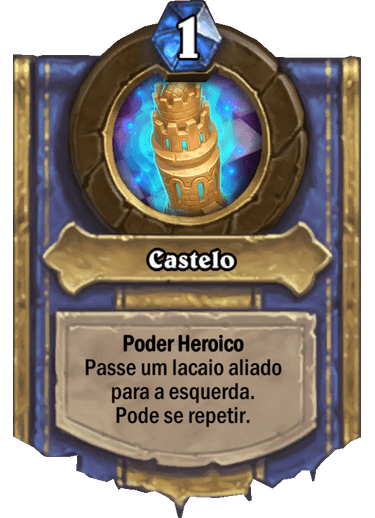 1
Castelo
Poder Heroico
Passe um lacaio aliado
para a esquerda.
Pode se repetir.